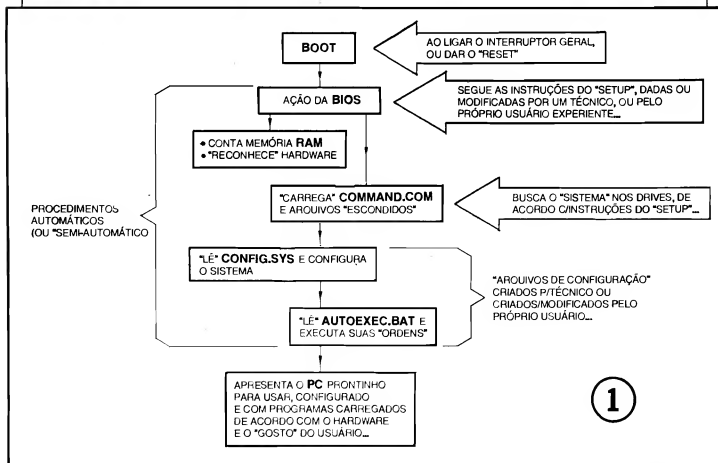 BOOT
AO LIGAR O INTERRUPTOR GERAL,
OU DAR O "RESET"
AÇÃO DA BIOS
SEGUE AS INSTRUÇÕES DO "SETUP", DADAS OU
MODIFICADAS POR UM TÉCNICO, OU PELO
PRÓPRIO USUÁRIO EXPERIENTE...
• CONTA MEMÓRIA RAM
• "RECONHECE" HARDWARE
PROCEDIMENTOS
AUTOMÁTICOS
(OU "SEMI-AUTOMÁTICO
"CARREGA" COMMAND.COM
E ARQUIVOS "ESCONDIDOS"
BUSCA O "SISTEMA" NOS DRIVES, DE
ACORDO C/INSTRUÇÕES DO "SETUP"...
"LÊ" CONFIG.SYS E CONFIGURA
O SISTEMA
"ARQUIVOS DE CONFIGURAÇÃO"
CRIADOS P/TÉCNICO OU
CRIADOS/MODIFICADOS PELO
PRÓPRIO USUÁRIO...
"LÊ" AUTOEXEC.BAT E
EXECUTA SUAS "ORDENS"
APRESENTA O PC PRONTINHO
PARA USAR, CONFIGURADO
E COM PROGRAMAS CARREGADOS
DE ACORDO COM O HARDWARE
E O "GOSTO" DO USUÁRIO...
1